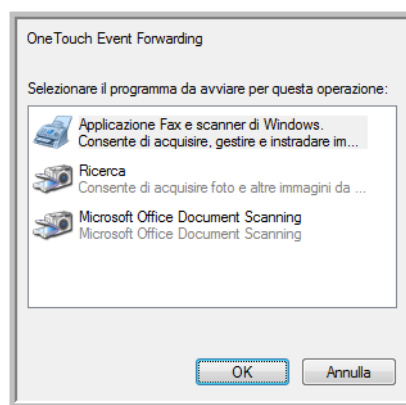 OneTouch Event Forwarding
Selezionare il programma da avviare per questa operazione:
Applicazione Fax e scanner di Windows.
Consente di acquisire, gestire e instradare im...
Ricerca
Consente di acquisire foto e altre immagini da ...
Microsoft Office Document Scanning
Microsoft Office Document Scanning
OK Annulla